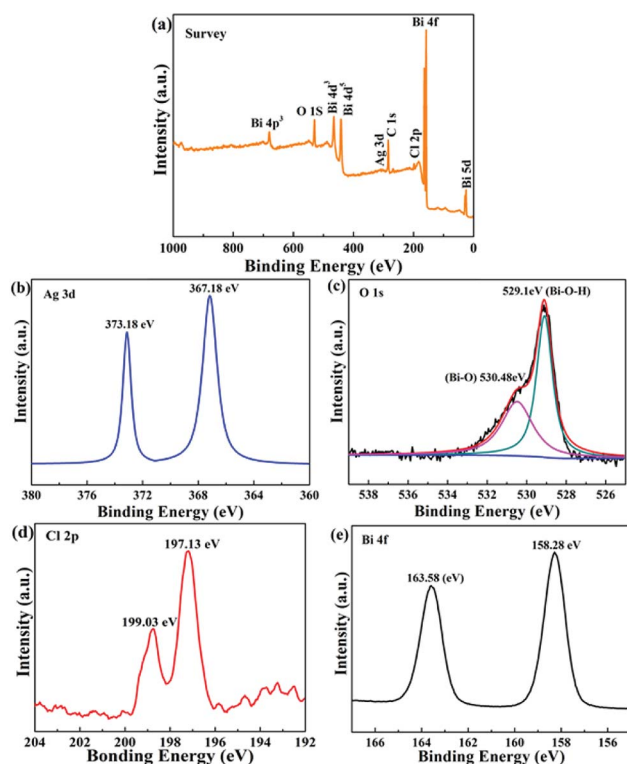 (a)
Survey
Bi 4f
Bi 4p³
O 1S
Bi 4d³
Bi 4d⁵
Ag 3d
C 1s
Cl 2p
Bi 5d
Intensity (a.u.)
1000 800 600 400 200 0
Binding Energy (eV)
(b)
Ag 3d
367.18 eV
373.18 eV
Intensity (a.u.)
380 376 372 368 364 360
Binding Energy (eV)
(c)
O 1s
529.1eV (Bi-O-H)
(Bi-O) 530.48eV
Intensity (a.u.)
538 536 534 532 530 528 526
Binding Energy (eV)
(d)
Cl 2p
197.13 eV
199.03 eV
Intensity (a.u.)
204 202 200 198 196 194 192
Bonding Energy (eV)
(e)
Bi 4f
158.28 eV
163.58 (eV)
Intensity (a.u.)
166 164 162 160 158 156
Binding Energy (eV)